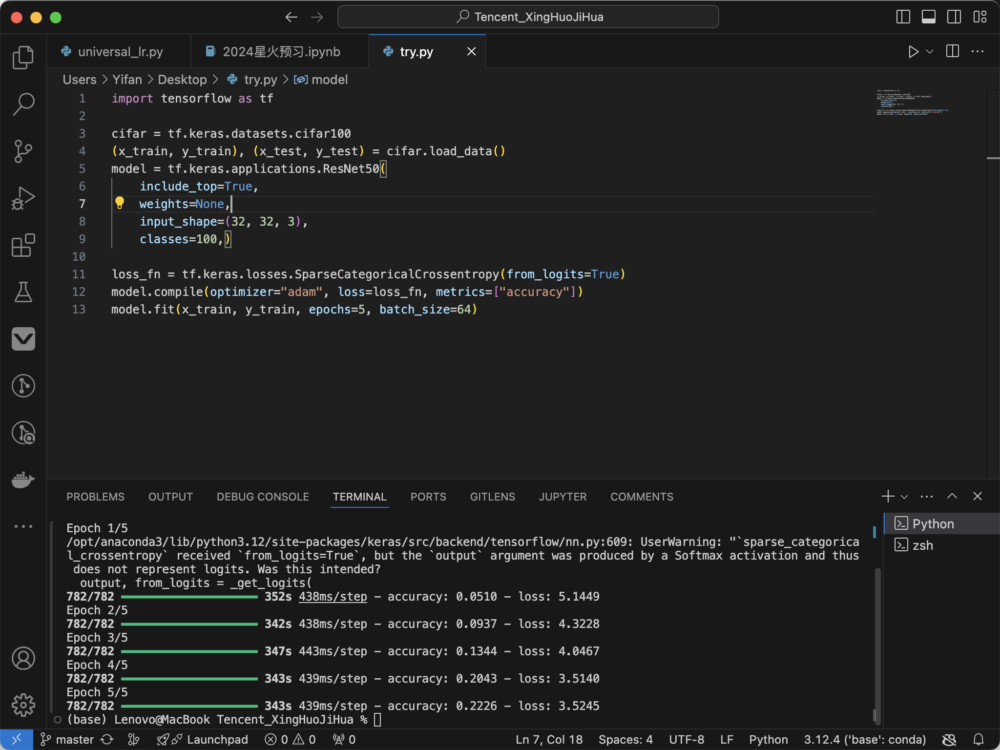 Tencent_XingHuoJiHua
universal_lr.py
2024星火预习.ipynb
try.py
Users > Yifan > Desktop > try.py > model
1 import tensorflow as tf
2
3 cifar = tf.keras.datasets.cifar100
4 (x_train, y_train), (x_test, y_test) = cifar.load_data()
5 model = tf.keras.applications.ResNet50(
6     include_top=True,
7     weights=None,
8     input_shape=(32, 32, 3),
9     classes=100,)
10
11 loss_fn = tf.keras.losses.SparseCategoricalCrossentropy(from_logits=True)
12 model.compile(optimizer="adam", loss=loss_fn, metrics=["accuracy"])
13 model.fit(x_train, y_train, epochs=5, batch_size=64)
PROBLEMS OUTPUT DEBUG CONSOLE TERMINAL PORTS GITLENS JUPYTER COMMENTS
Python
zsh
Epoch 1/5
/opt/anaconda3/lib/python3.12/site-packages/keras/src/backend/tensorflow/nn.py:609: UserWarning: "`sparse_categorica
l_crossentropy` received `from_logits=True`, but the `output` argument was produced by a Softmax activation and thus
 does not represent logits. Was this intended?
  output, from_logits = _get_logits(
782/782 352s 438ms/step - accuracy: 0.0510 - loss: 5.1449
Epoch 2/5
782/782 342s 438ms/step - accuracy: 0.0937 - loss: 4.3228
Epoch 3/5
782/782 347s 443ms/step - accuracy: 0.1344 - loss: 4.0467
Epoch 4/5
782/782 343s 439ms/step - accuracy: 0.2043 - loss: 3.5140
Epoch 5/5
782/782 343s 439ms/step - accuracy: 0.2226 - loss: 3.5245
(base) Lenovo@MacBook Tencent_XingHuoJiHua %
master Launchpad 0 0 0 Ln 7, Col 18 Spaces: 4 UTF-8 LF Python 3.12.4 ('base': conda)